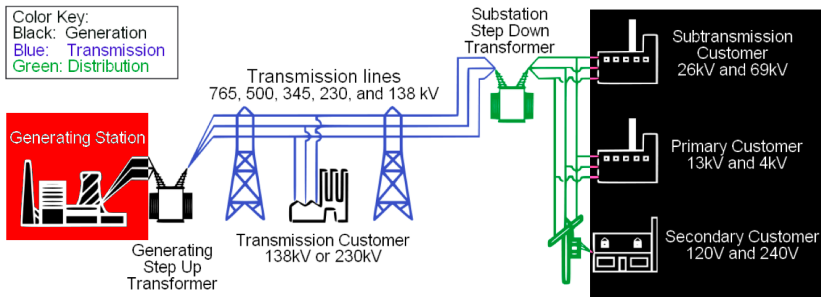 Color Key:
Black: Generation
Blue: Transmission
Green: Distribution
Generating Station
Generating
Step Up
Transformer
Transmission lines
765, 500, 345, 230, and 138 kV
Transmission Customer
138kV or 230kV
Substation
Step Down
Transformer
Subtransmission
Customer
26kV and 69kV
Primary Customer
13kV and 4kV
Secondary Customer
120V and 240V